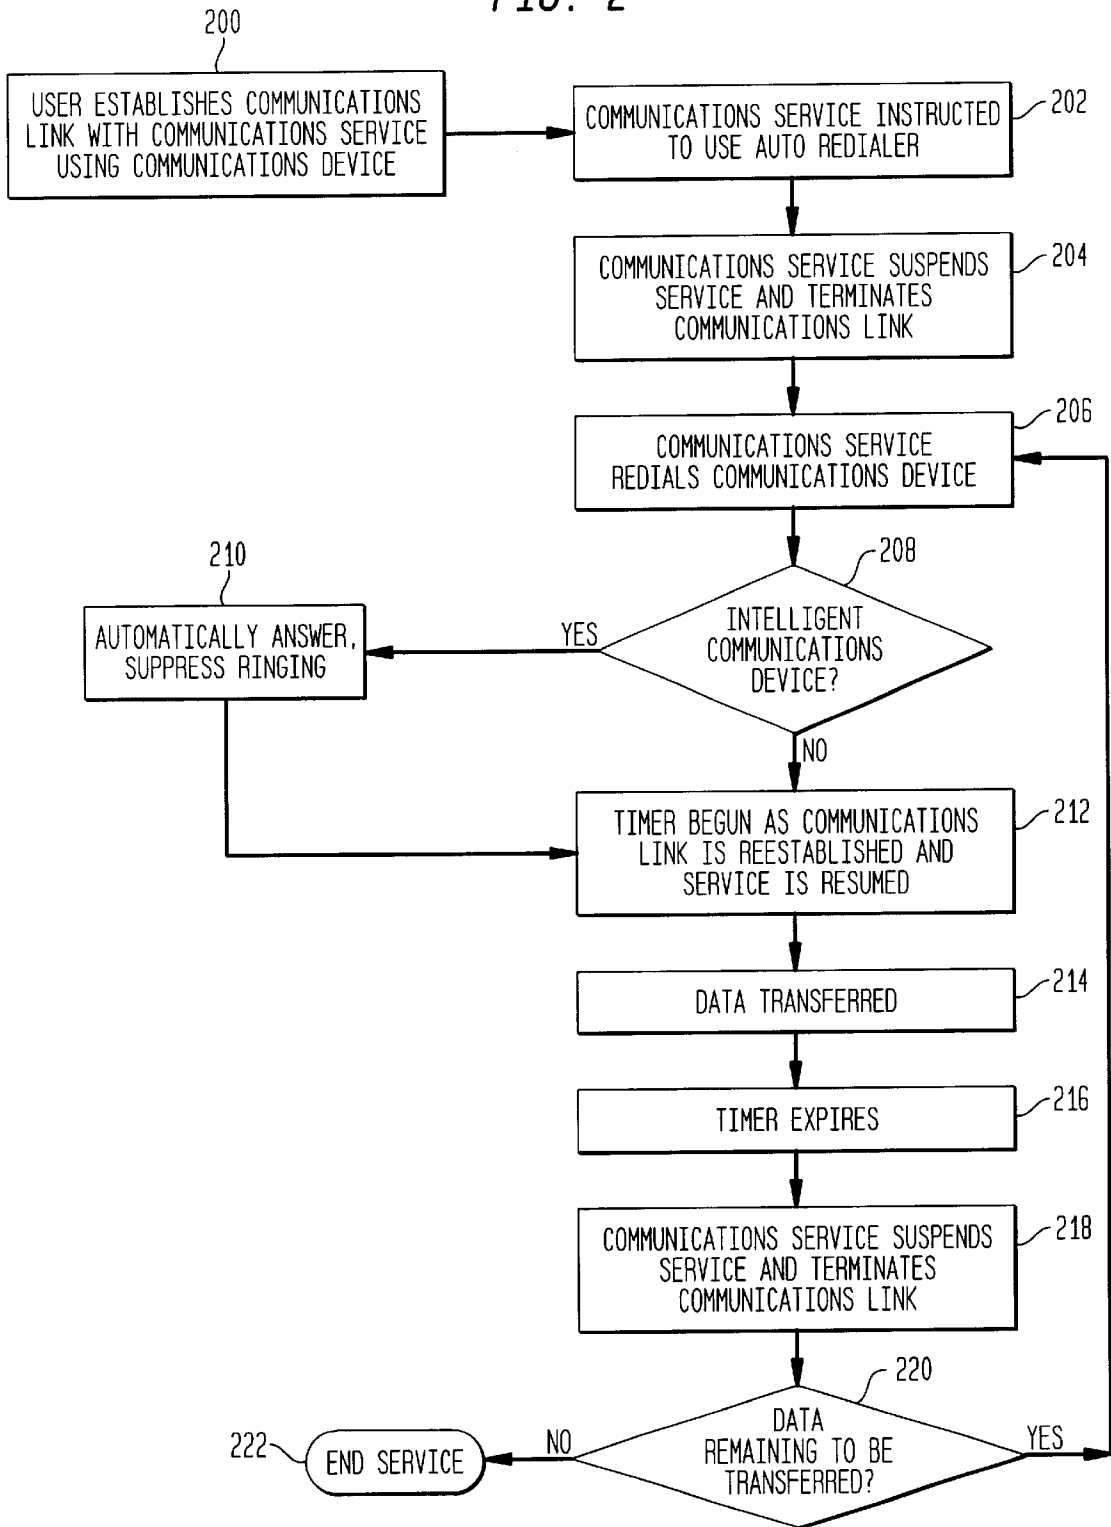 FIG. 2
200
USER ESTABLISHES COMMUNICATIONS
LINK WITH COMMUNICATIONS SERVICE
USING COMMUNICATIONS DEVICE
202
COMMUNICATIONS SERVICE INSTRUCTED
TO USE AUTO REDIALER
204
COMMUNICATIONS SERVICE SUSPENDS
SERVICE AND TERMINATES
COMMUNICATIONS LINK
206
COMMUNICATIONS SERVICE
REDIALS COMMUNICATIONS DEVICE
208
INTELLIGENT
COMMUNICATIONS
DEVICE?
YES
210
AUTOMATICALLY ANSWER,
SUPPRESS RINGING
NO
212
TIMER BEGUN AS COMMUNICATIONS
LINK IS REESTABLISHED AND
SERVICE IS RESUMED
214
DATA TRANSFERRED
216
TIMER EXPIRES
218
COMMUNICATIONS SERVICE SUSPENDS
SERVICE AND TERMINATES
COMMUNICATIONS LINK
220
DATA
REMAINING TO BE
TRANSFERRED?
YES
NO
222
END SERVICE